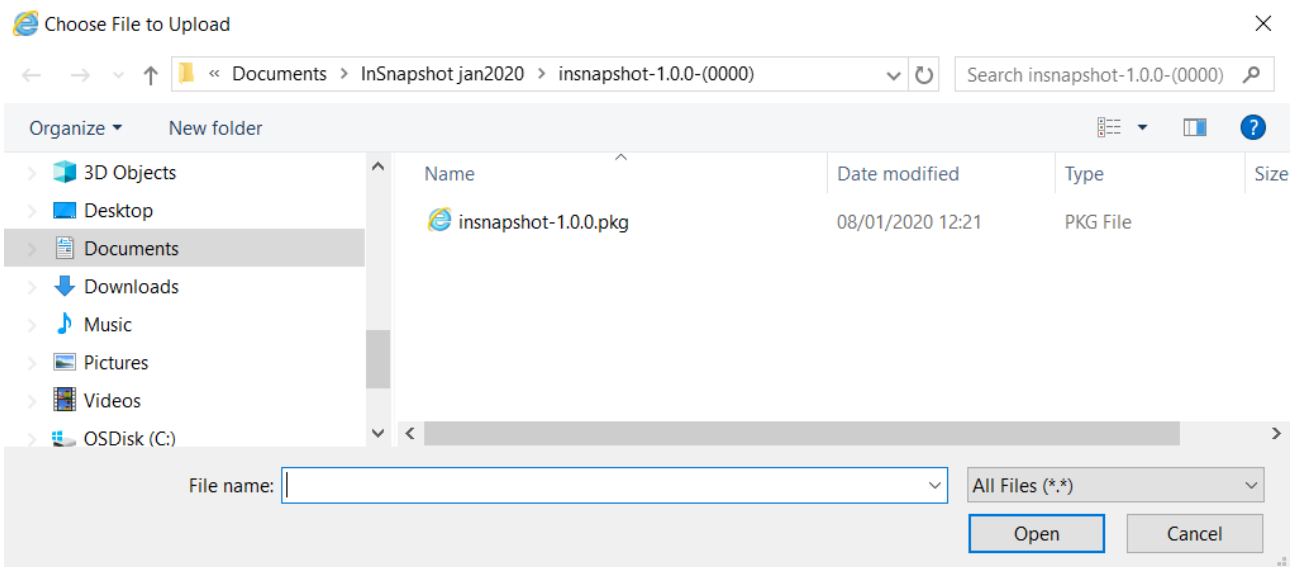 Choose File to Upload
« Documents > InSnapshot jan2020 > insnapshot-1.0.0-(0000)
Search insnapshot-1.0.0-(0000)
Organize
New folder
?
3D Objects
Desktop
Documents
Downloads
Music
Pictures
Videos
OSDisk (C:)
Name Date modified Type Size
insnapshot-1.0.0.pkg 08/01/2020 12:21 PKG File
File name:
All Files (*.*)
Open
Cancel